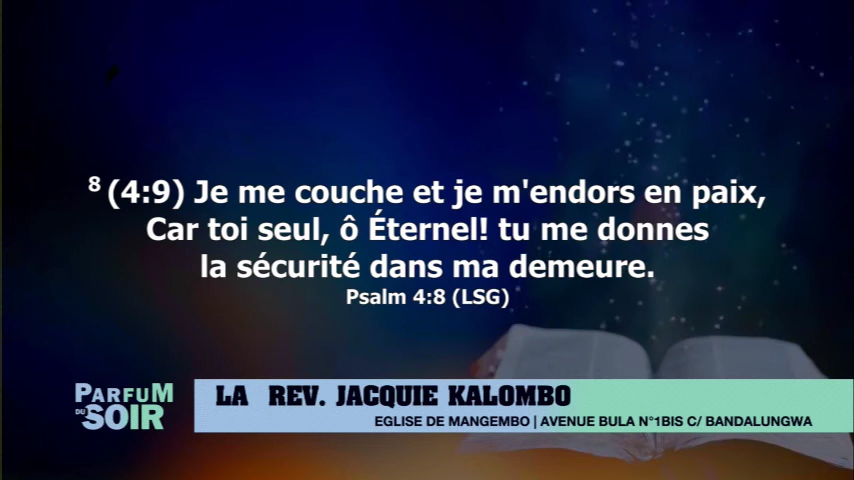 8 (4:9) Je me couche et je m'endors en paix,
Car toi seul, ô Éternel! tu me donnes
la sécurité dans ma demeure.
Psalm 4:8 (LSG)
PARFUM
DU SOIR
LA REV. JACQUIE KALOMBO
EGLISE DE MANGEMBO | AVENUE BULA N°1BIS C/ BANDALUNGWA